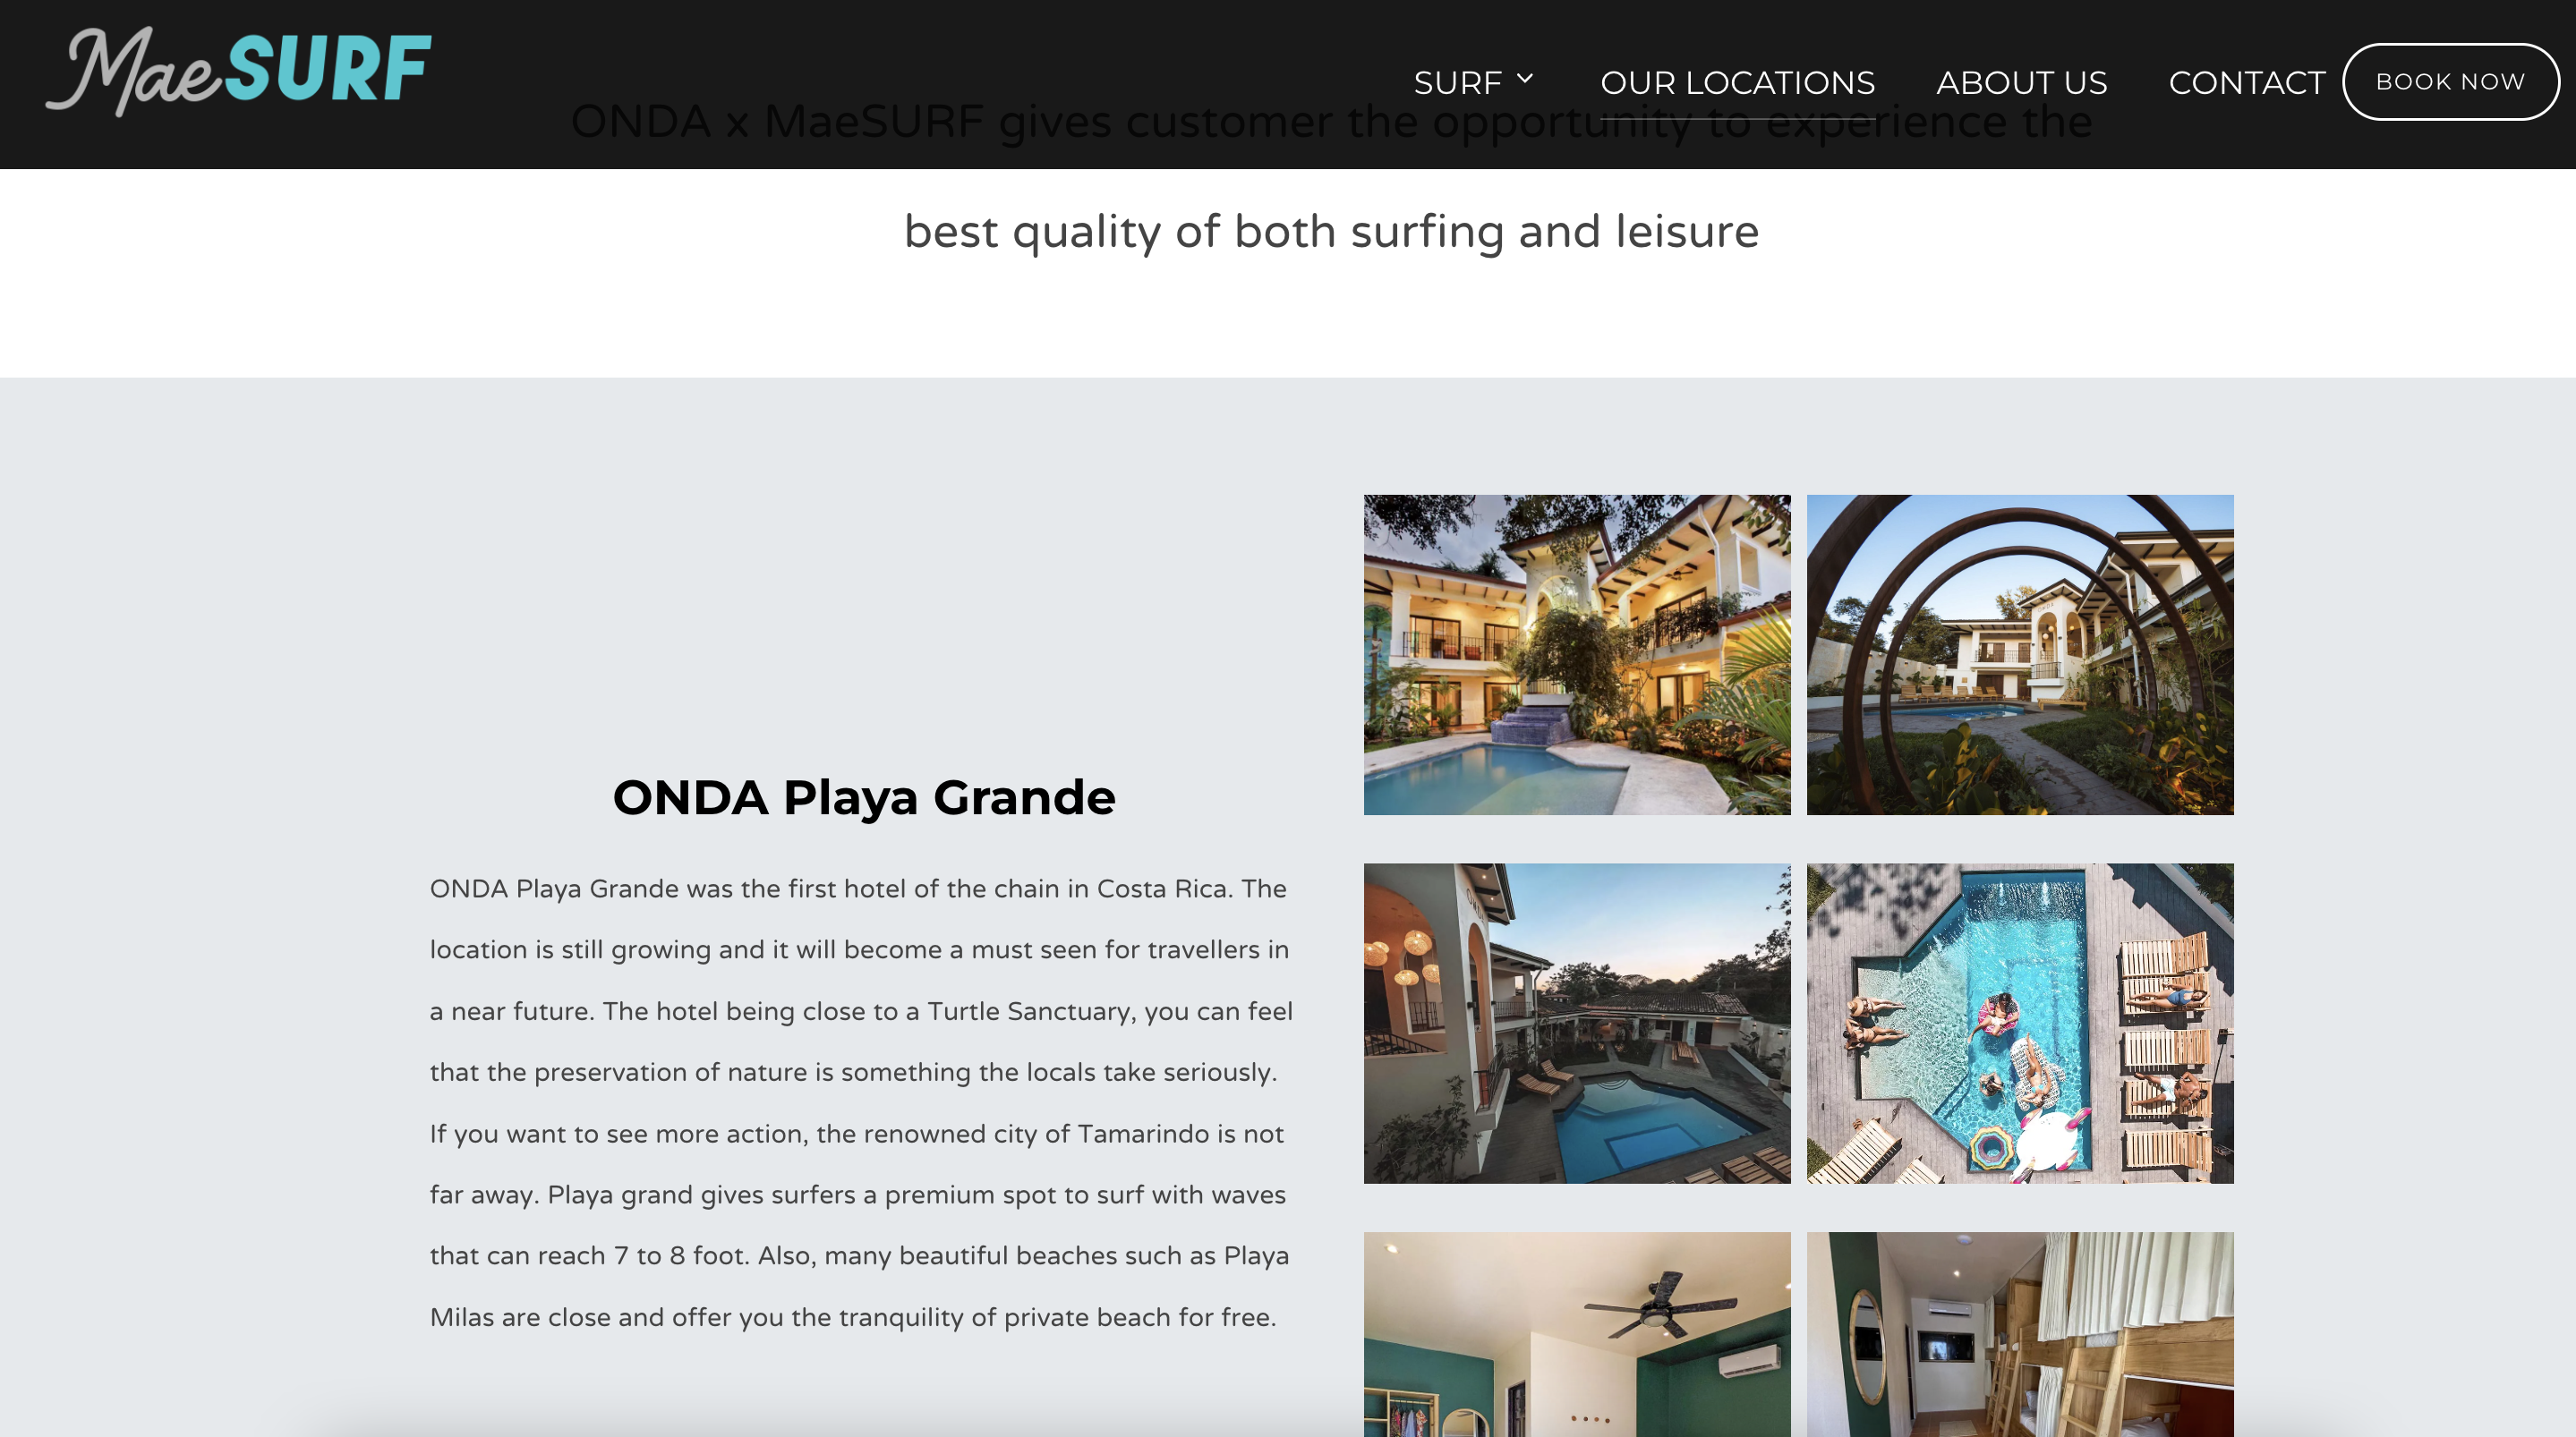 MaeSURF
SURF
OUR LOCATIONS
ABOUT US
CONTACT
BOOK NOW
ONDA x MaeSURF gives customer the opportunity to experience the
best quality of both surfing and leisure
ONDA Playa Grande
ONDA Playa Grande was the first hotel of the chain in Costa Rica. The
location is still growing and it will become a must seen for travellers in
a near future. The hotel being close to a Turtle Sanctuary, you can feel
that the preservation of nature is something the locals take seriously.
If you want to see more action, the renowned city of Tamarindo is not
far away. Playa grand gives surfers a premium spot to surf with waves
that can reach 7 to 8 foot. Also, many beautiful beaches such as Playa
Milas are close and offer you the tranquility of private beach for free.